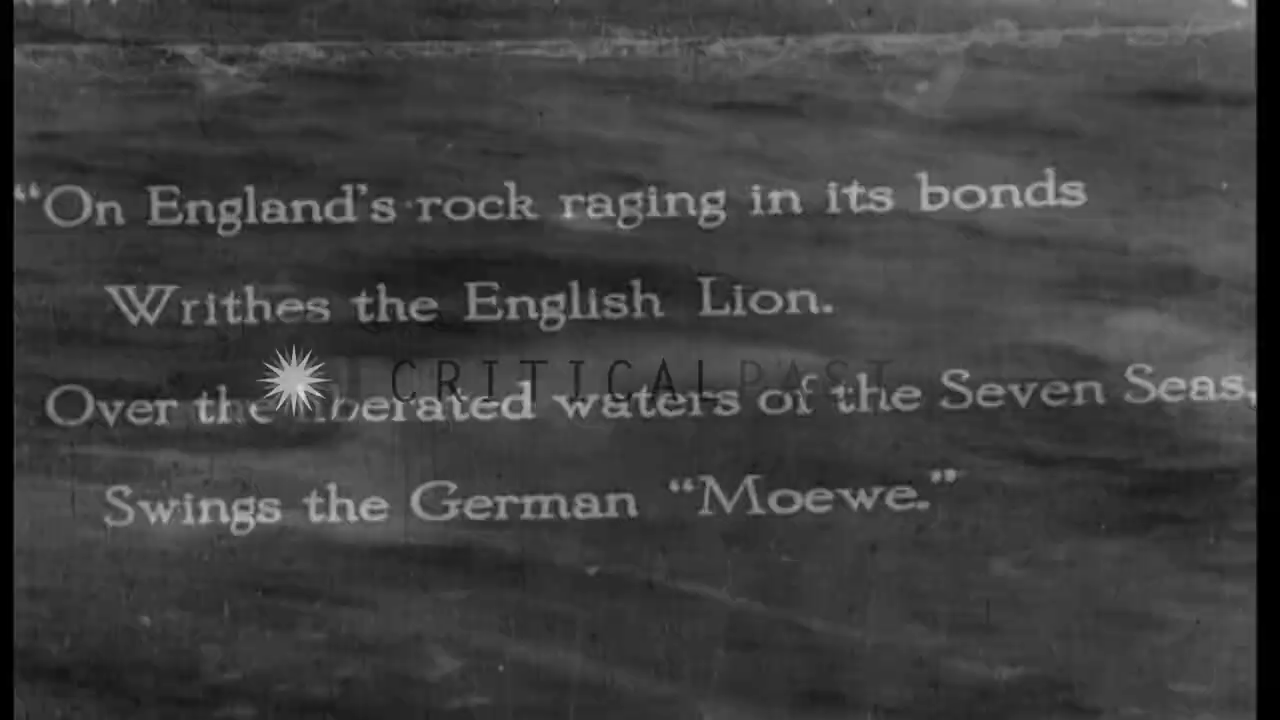 “On England's rock raging in its bonds
Writhes the English Lion.
CRITICALPAST
Over the liberated waters of the Seven Seas,
Swings the German “Moewe.”